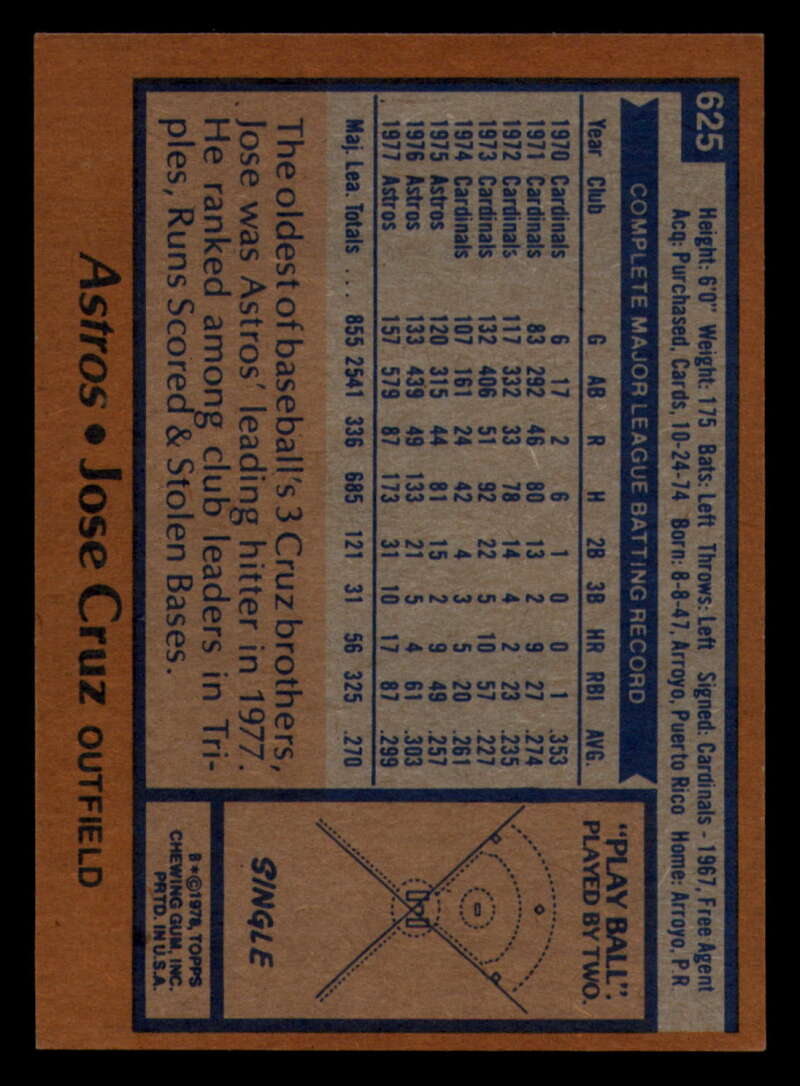 625
Height: 6'0" Weight: 175 Bats: Left Throws: Left Signed: Cardinals - 1967, Free Agent
Acq: Purchased, Cards, 10-24-74 Born: 8-8-47, Arroyo, Puerto Rico Home: Arroyo, P.R.
COMPLETE MAJOR LEAGUE BATTING RECORD
Year Club G AB R H 2B 3B HR RBI AVG.
1970 Cardinals 6 17 2 6 1 0 0 1 .353
1971 Cardinals 83 292 46 80 13 2 9 27 .274
1972 Cardinals 117 332 33 78 14 4 2 23 .235
1973 Cardinals 132 406 51 92 22 5 10 57 .227
1974 Cardinals 107 161 24 42 4 3 5 20 .261
1975 Astros 120 315 44 81 15 2 9 49 .257
1976 Astros 133 439 49 133 21 5 4 61 .303
1977 Astros 157 579 87 173 31 10 17 87 .299
Maj. Lea. Totals ... 855 2541 336 685 121 31 56 325 .270
The oldest of baseball's 3 Cruz brothers,
Jose was Astros' leading hitter in 1977.
He ranked among club leaders in Tri-
ples, Runs Scored & Stolen Bases.
"PLAY BALL".
PLAYED BY TWO.
SINGLE
B*©1978, TOPPS
CHEWING GUM, INC.
PRTD. IN U.S.A.
Astros • Jose Cruz OUTFIELD